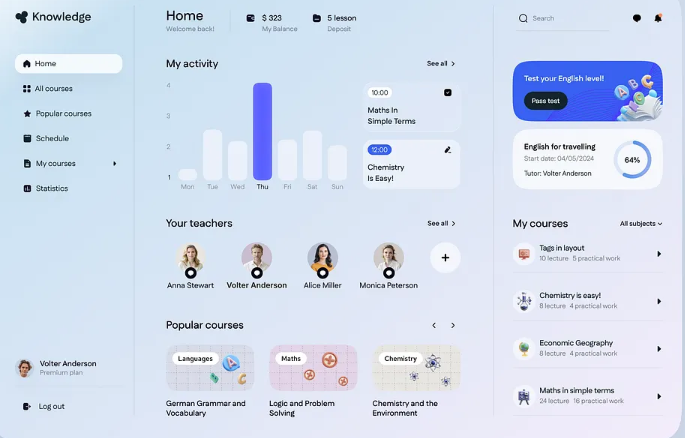 Knowledge
Home
All courses
Popular courses
Schedule
My courses
Statistics
Volter Anderson
Premium plan
Log out
Home
Welcome back!
$ 323
My Balance
5 lesson
Deposit
My activity
See all
4
3
2
1
Mon Tue Wed Thu Fri Sat Sun
10:00
Maths In
Simple Terms
12:00
Chemistry
Is Easy!
Your teachers
See all
Anna Stewart
Volter Anderson
Alice Miller
Monica Peterson
Popular courses
Languages
German Grammar and
Vocabulary
Maths
Logic and Problem
Solving
Chemistry
Chemistry and the
Environment
Search
Test your English level!
Pass test
A B C
English for travelling
Start date: 04/05/2024
Tutor: Volter Anderson
64%
My courses
All subjects
Tags in layout
10 lecture 5 practical work
Chemistry is easy!
8 lecture 4 practical work
Economic Geography
8 lecture 4 practical work
Maths in simple terms
24 lecture 16 practical work